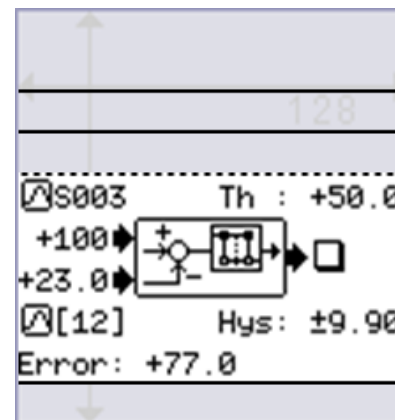 128
S003 Th : +50.0
+100
+23.0
[12] Hys: ±9.90
Error: +77.0